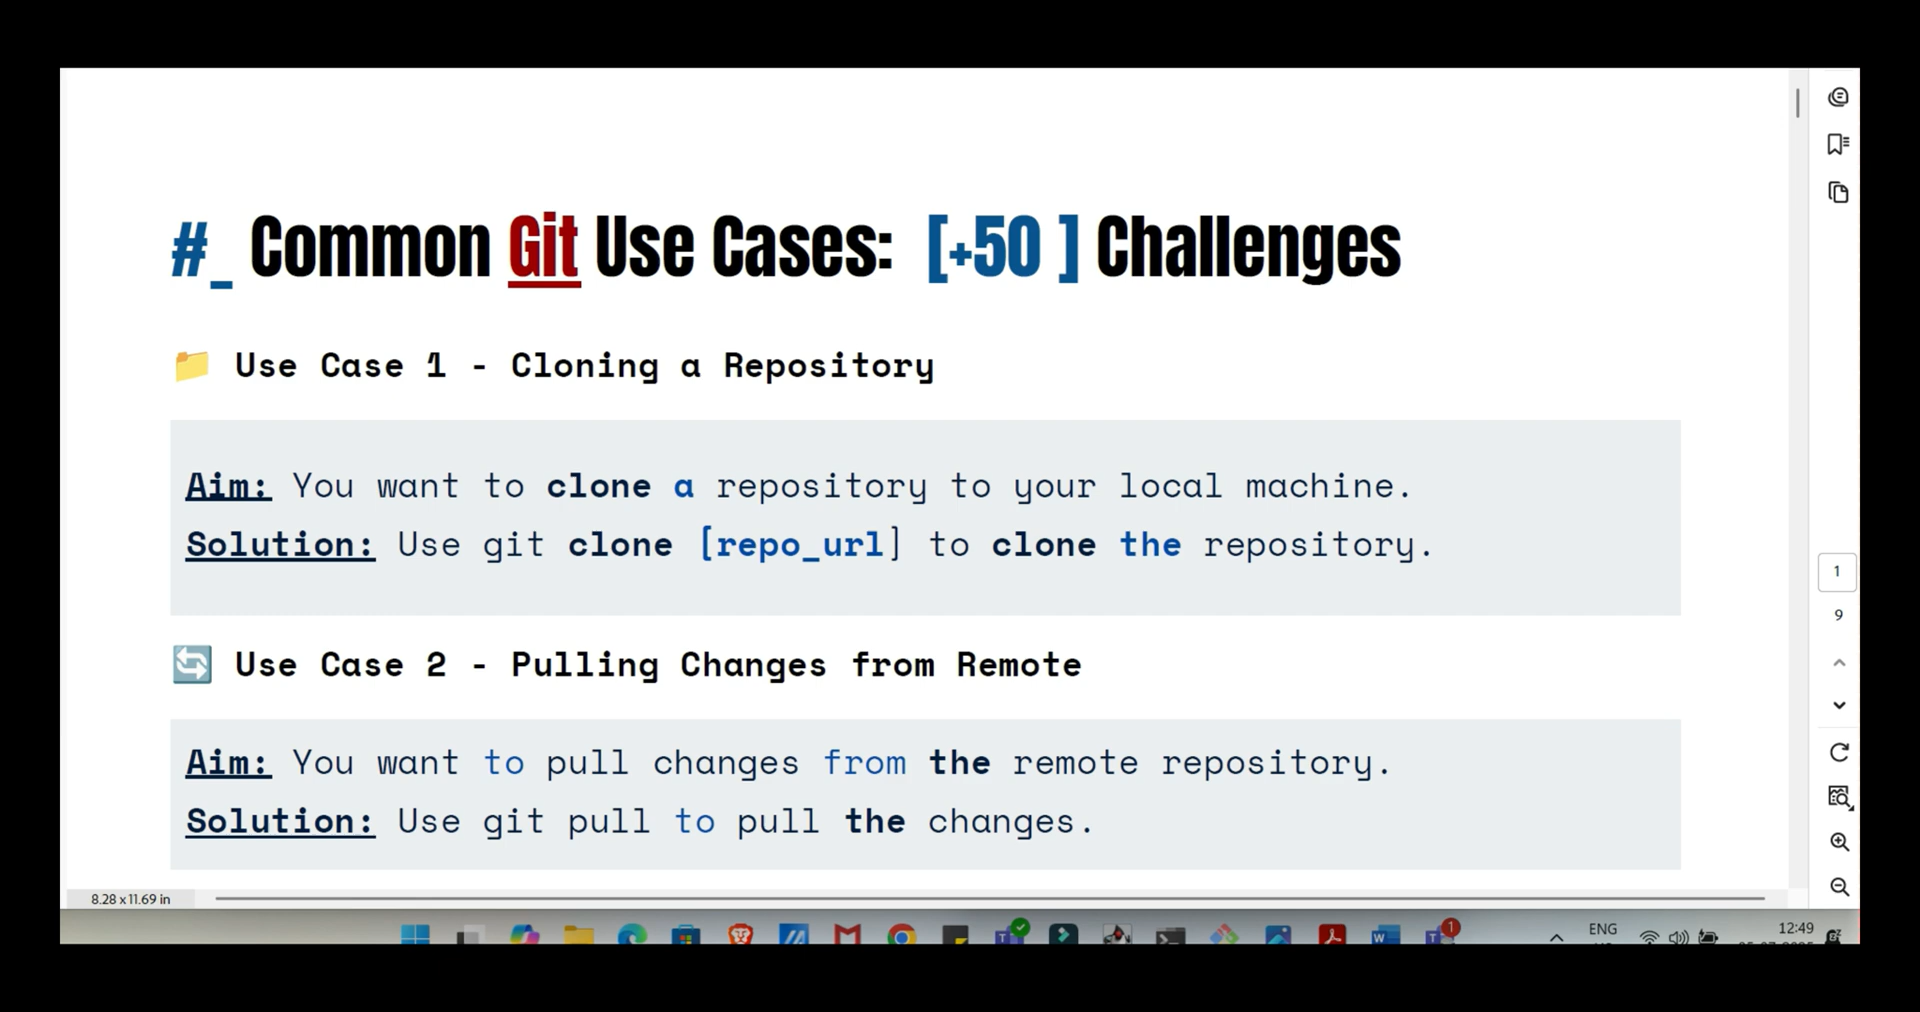 #_ Common Git Use Cases: [+50 ] Challenges
📁 Use Case 1 - Cloning a Repository
Aim: You want to clone a repository to your local machine.
Solution: Use git clone [repo_url] to clone the repository.
🔄 Use Case 2 - Pulling Changes from Remote
Aim: You want to pull changes from the remote repository.
Solution: Use git pull to pull the changes.
1
9
8.28 x 11.69 in
1
ENG
12:49